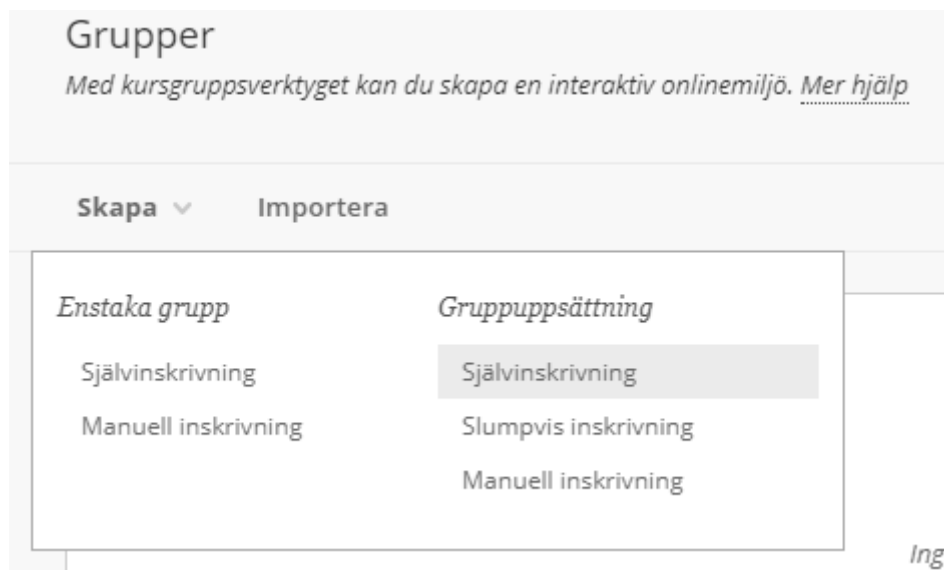 Grupper
Med kursgruppsverktyget kan du skapa en interaktiv onlinemiljö. Mer hjälp
Skapa Importera
Enstaka grupp
Självinskrivning
Manuell inskrivning
Gruppuppsättning
Självinskrivning
Slumpvis inskrivning
Manuell inskrivning
Ing